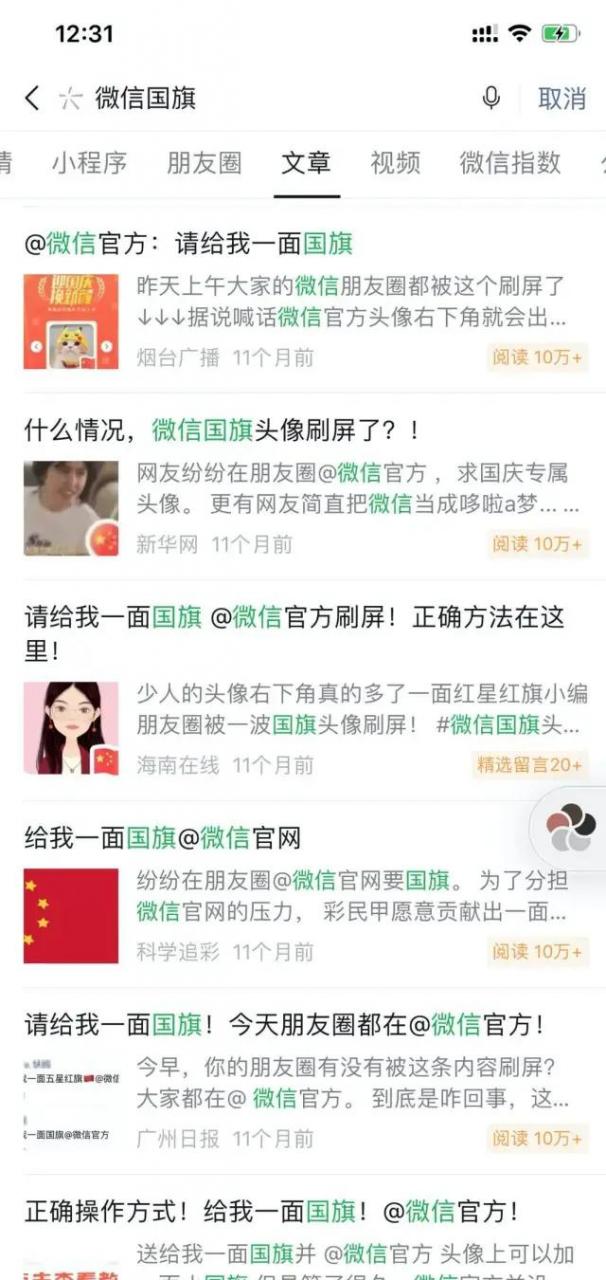 12:31
微信国旗
取消
小程序 朋友圈 文章 视频 微信指数
@微信官方：请给我一面国旗
昨天上午大家的微信朋友圈都被这个刷屏了
↓↓↓据说喊话微信官方头像右下角就会出...
烟台广播 11个月前 阅读 10万+
什么情况，微信国旗头像刷屏了？！
网友纷纷在朋友圈@微信官方 ，求国庆专属
头像。 更有网友简直把微信当成哆啦a梦... ...
新华网 11个月前 阅读 10万+
请给我一面国旗 @微信官方刷屏！正确方法在这
里！
少人的头像右下角真的多了一面红星红旗小编
朋友圈被一波国旗头像刷屏！ #微信国旗头...
海南在线 11个月前 精选留言20+
给我一面国旗@微信官网
纷纷在朋友圈@微信官网要国旗。 为了分担
微信官网的压力， 彩民甲愿意贡献出一面...
科学追彩 11个月前 阅读 10万+
请给我一面国旗！今天朋友圈都在@微信官方！
一面五星红旗🇨🇳@微信
一面国旗@微信官方
今早，你的朋友圈有没有被这条内容刷屏？
大家都在@ 微信官方。 到底是咋回事，这...
广州日报 11个月前 阅读 10万+
正确操作方式！给我一面国旗！@微信官方！
送给我一面国旗并 @微信官方 头像上可以加